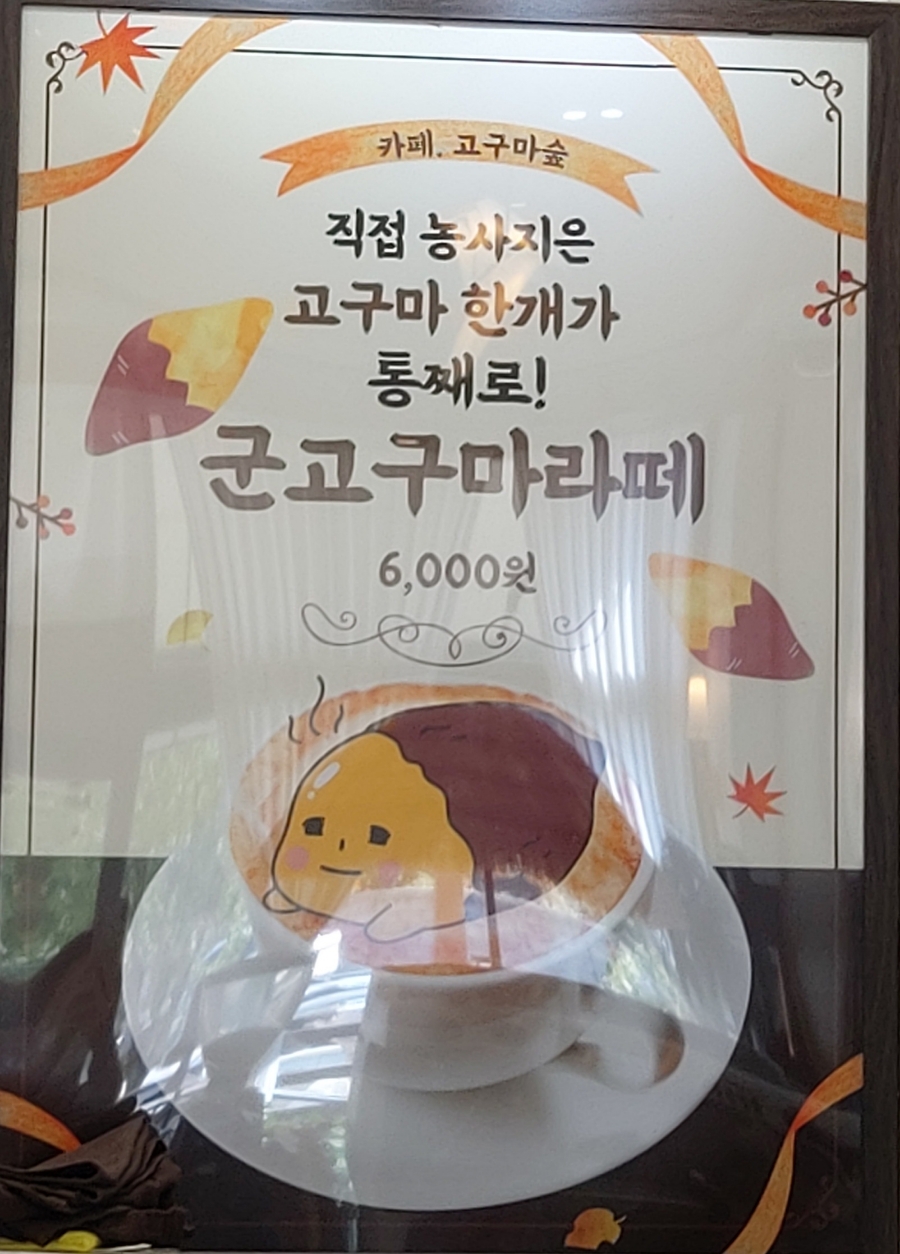 카페. 고구마숲
직접 농사지은
고구마 한개가
통째로!
군고구마라떼
6,000원